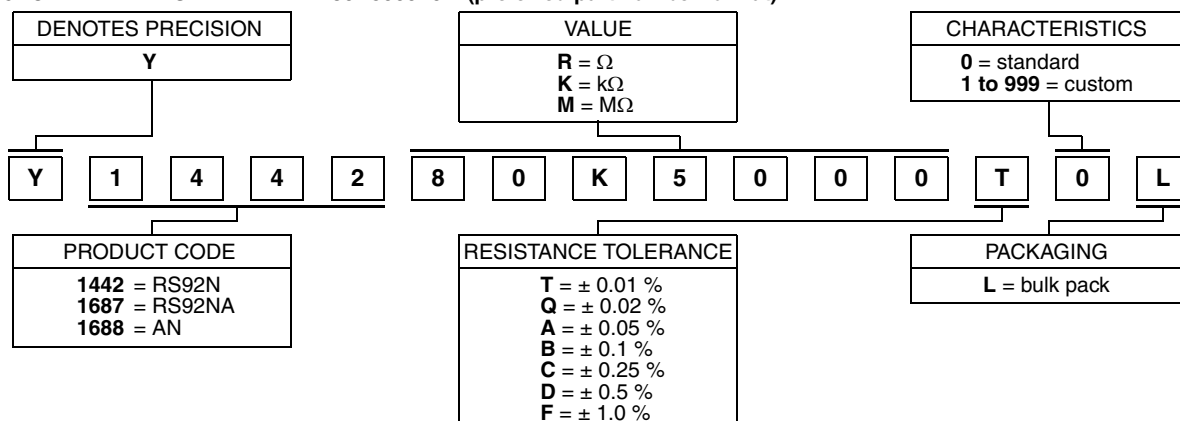 DENOTES PRECISION
Y
VALUE
R = Ω
K = kΩ
M = MΩ
CHARACTERISTICS
0 = standard
1 to 999 = custom
Y 1 4 4 2 8 0 K 5 0 0 0 T 0 L
PRODUCT CODE
1442 = RS92N
1687 = RS92NA
1688 = AN
RESISTANCE TOLERANCE
T = ± 0.01 %
Q = ± 0.02 %
A = ± 0.05 %
B = ± 0.1 %
C = ± 0.25 %
D = ± 0.5 %
F = ± 1.0 %
PACKAGING
L = bulk pack